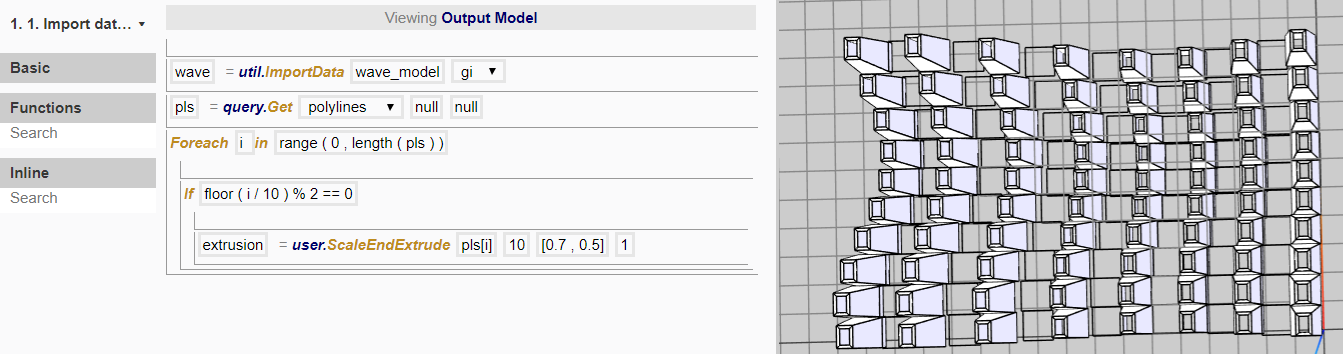 1. 1. Import dat...
Viewing Output Model
Basic
Functions
Search
Inline
Search
wave = util.ImportData wave_model gi
pls = query.Get polylines null null
Foreach i in range ( 0 , length ( pls ) )
If floor ( i / 10 ) % 2 == 0
extrusion = user.ScaleEndExtrude pls[i] 10 [0.7 , 0.5] 1